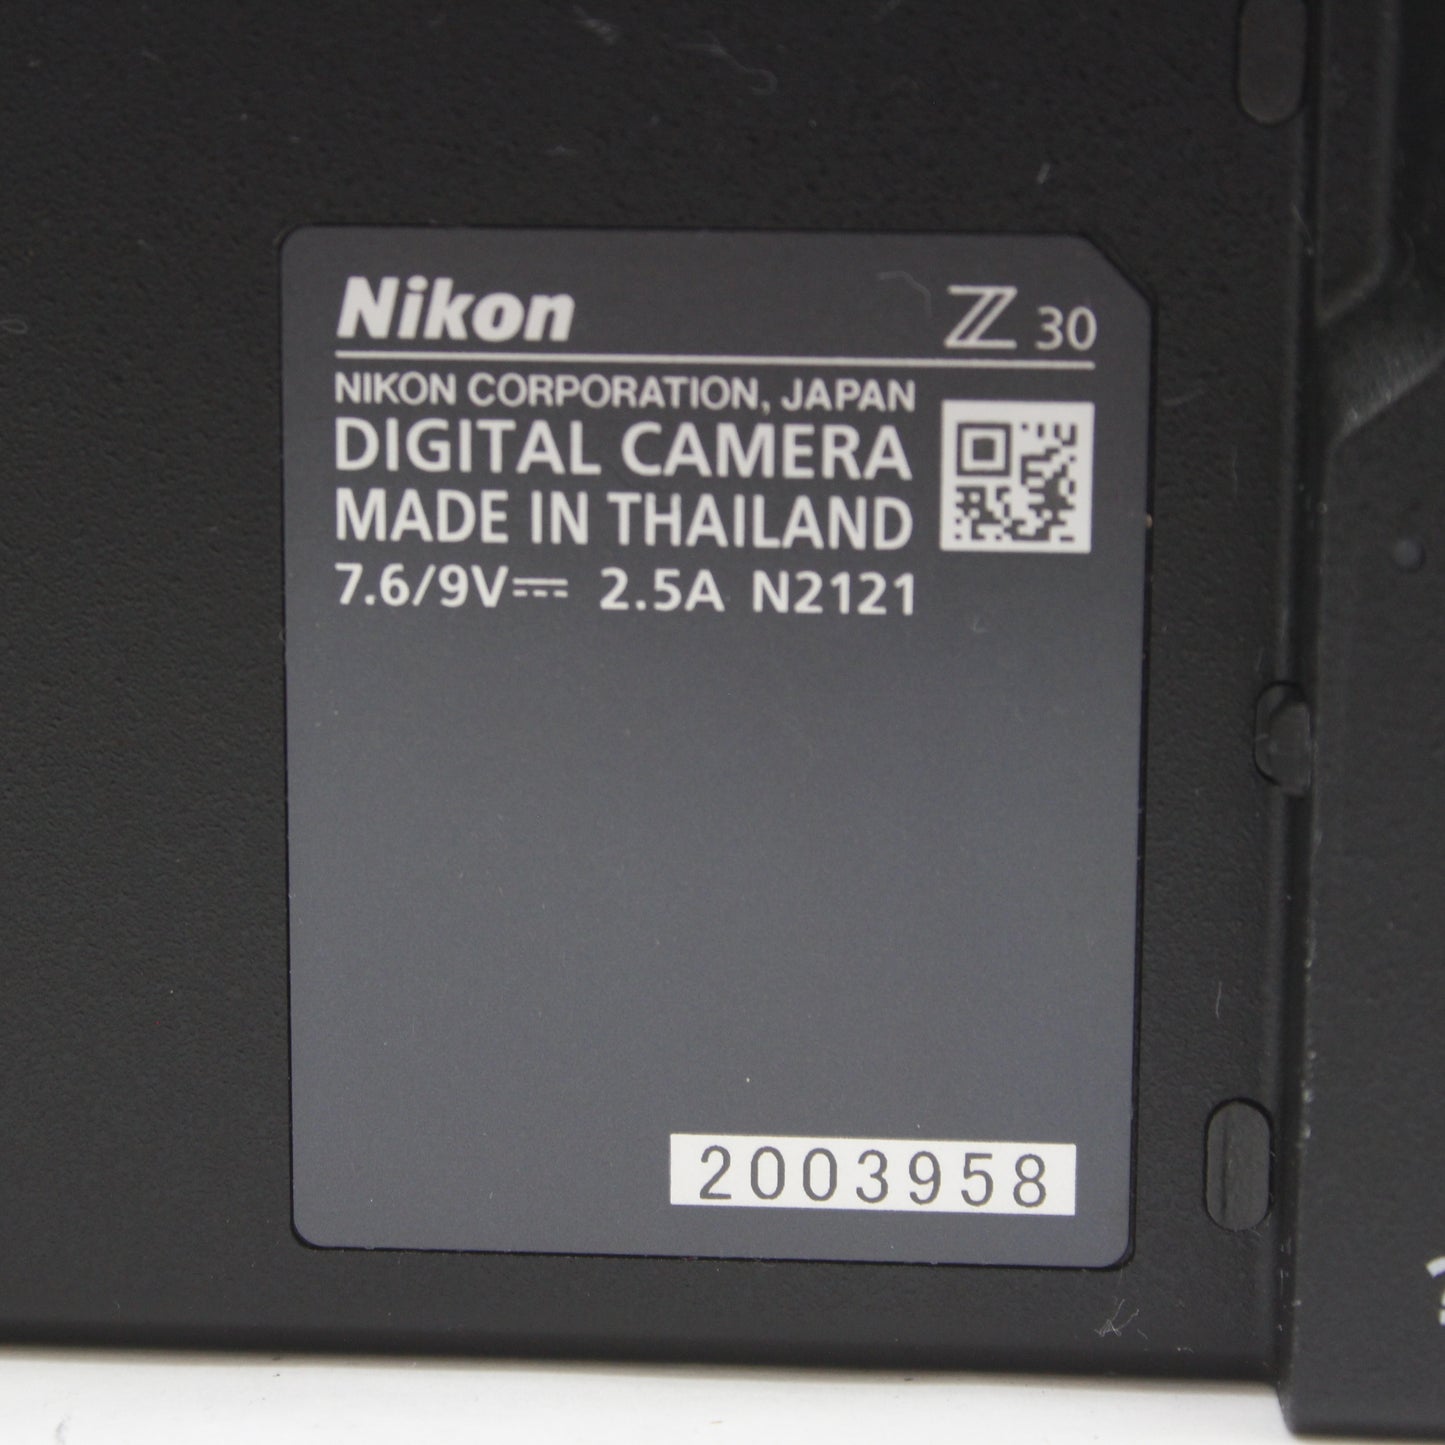 Nikon Z 30
NIKON CORPORATION, JAPAN
DIGITAL CAMERA
MADE IN THAILAND
7.6/9V⎓ 2.5A N2121
2003958